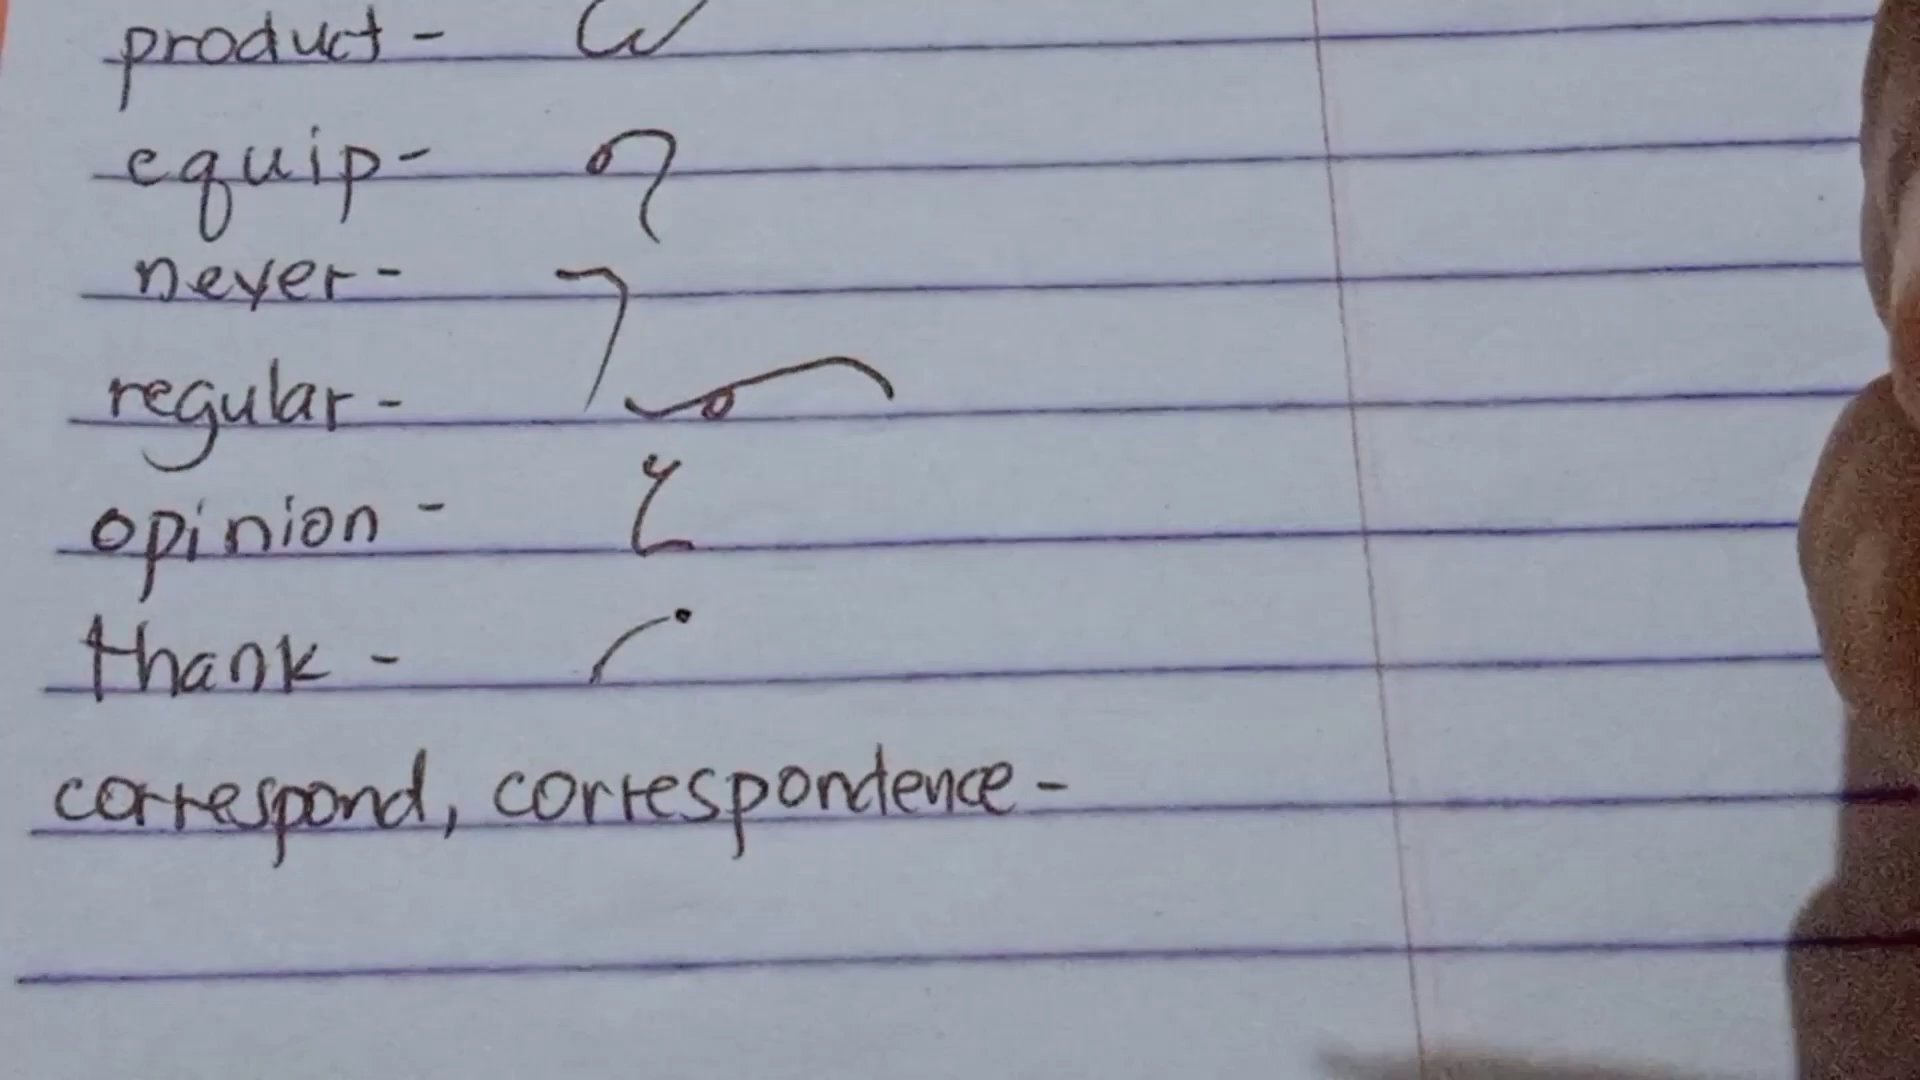 product -
equip -
never -
regular -
opinion -
thank -
correspond, correspondence -